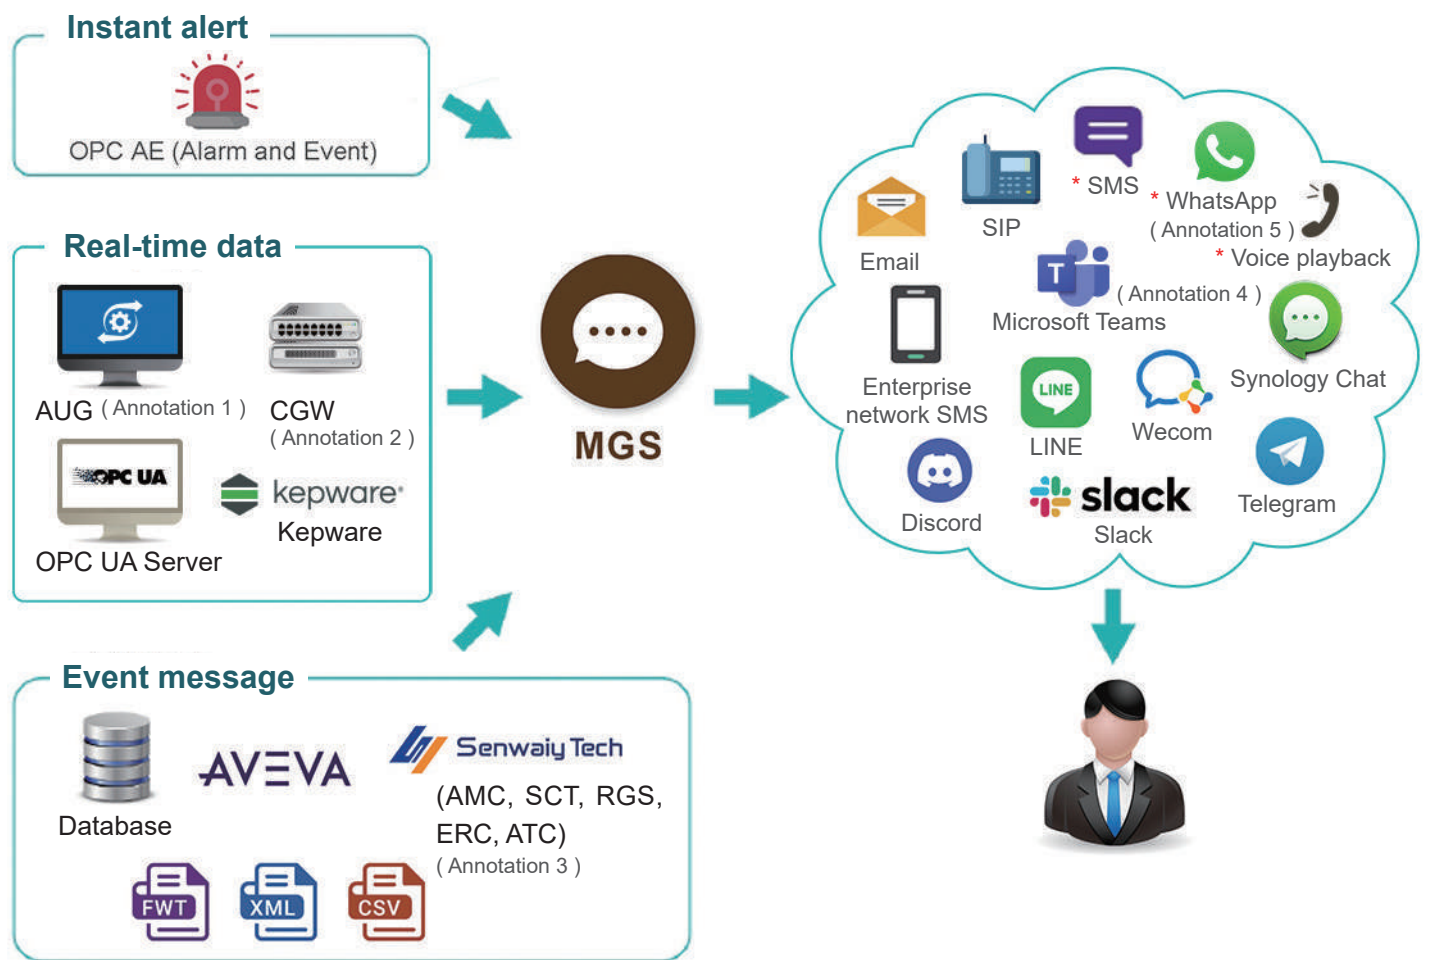 Instant alert
OPC AE (Alarm and Event)
Real-time data
AUG ( Annotation 1 )
CGW
( Annotation 2 )
OPC UA
OPC UA Server
kepware
Kepware
Event message
Database
AVEVA
Senwaiy Tech
(AMC, SCT, RGS,
ERC, ATC)
( Annotation 3 )
FWT
XML
CSV
MGS
* SMS
* WhatsApp
( Annotation 5 )
SIP
* Voice playback
Email
T
( Annotation 4 )
Microsoft Teams
Enterprise
network SMS
LINE
LINE
Wecom
Synology Chat
Discord
slack
Slack
Telegram